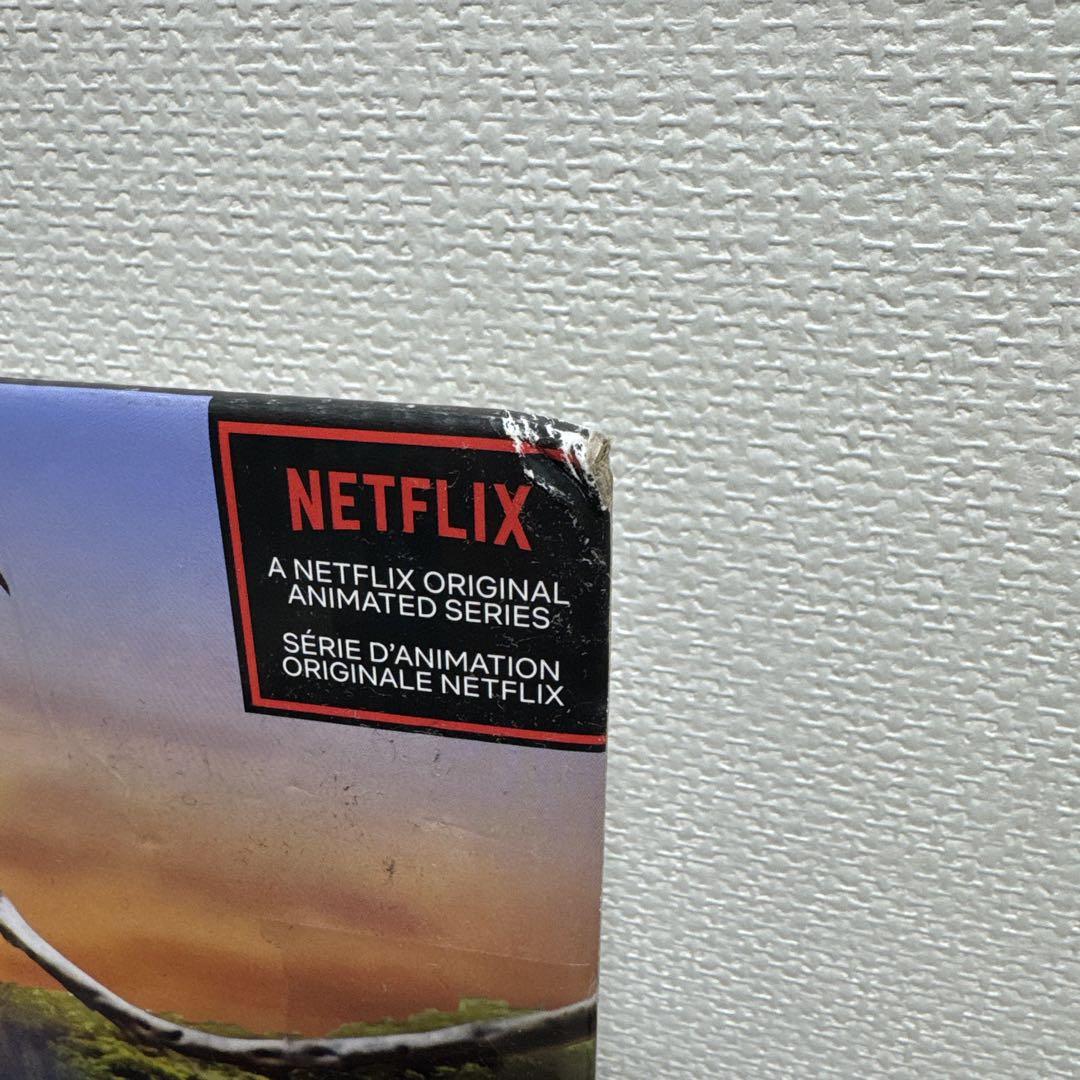 NETFLIX
A NETFLIX ORIGINAL
ANIMATED SERIES
SÉRIE D'ANIMATION
ORIGINALE NETFLIX